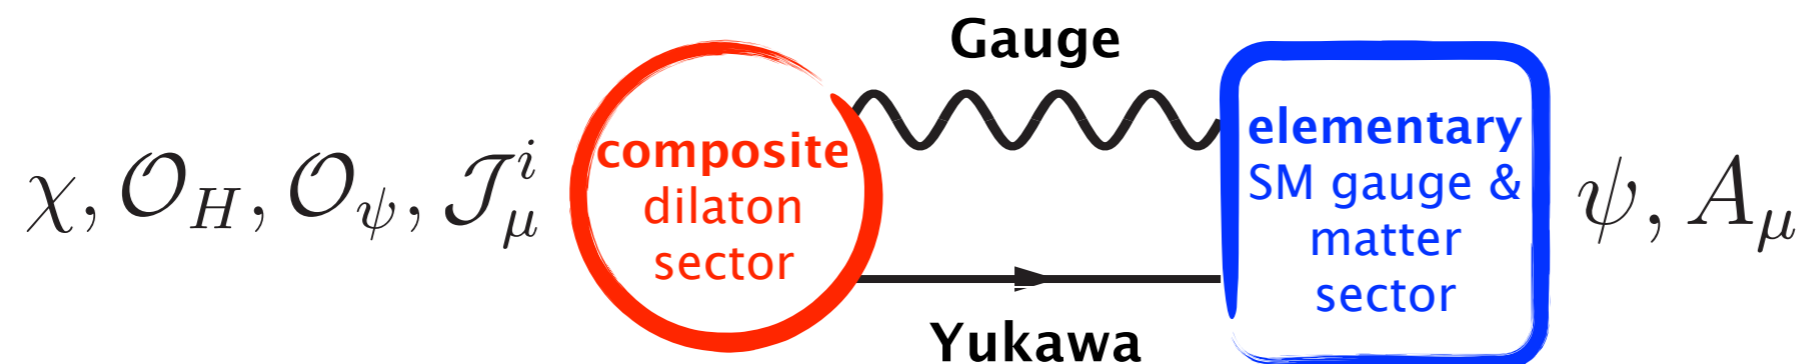 Gauge
χ, 𝒪_H, 𝒪_ψ, 𝒥^i_μ
composite
dilaton
sector
elementary
SM gauge &
matter
sector
ψ, A_μ
Yukawa